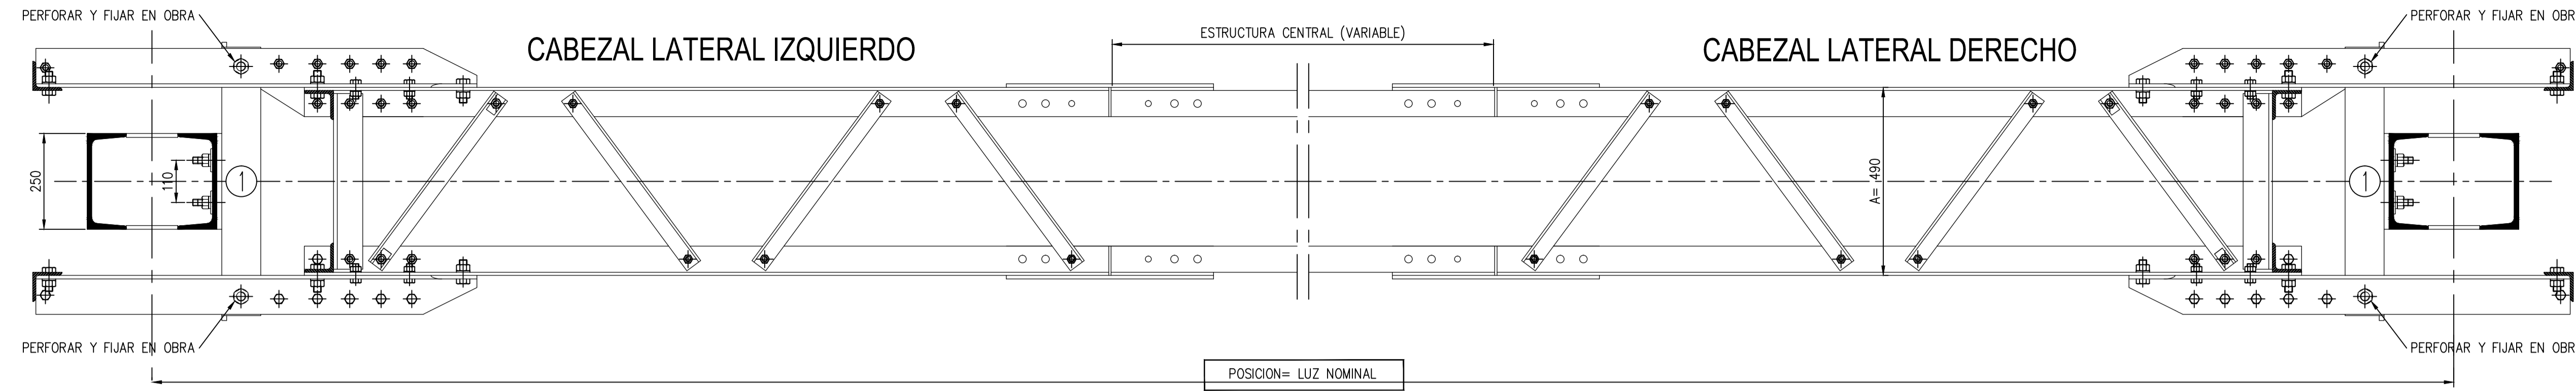 PERFORAR Y FIJAR EN OBRA
PERFORAR Y FIJAR EN OBR
ESTRUCTURA CENTRAL (VARIABLE)
CABEZAL LATERAL IZQUIERDO
CABEZAL LATERAL DERECHO
250
110
1
A= 490
1
PERFORAR Y FIJAR EN OBRA
PERFORAR Y FIJAR EN OBR
POSICION= LUZ NOMINAL